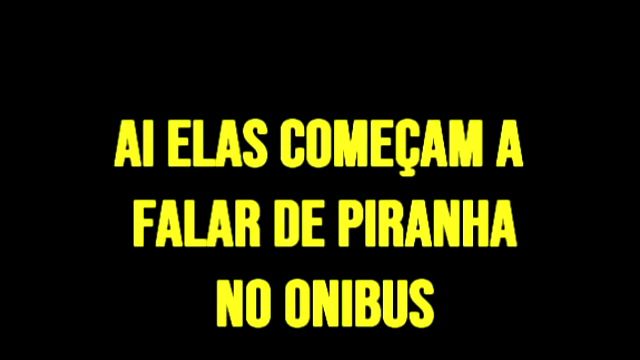 AI ELAS COMEÇAM A
FALAR DE PIRANHA
NO ONIBUS